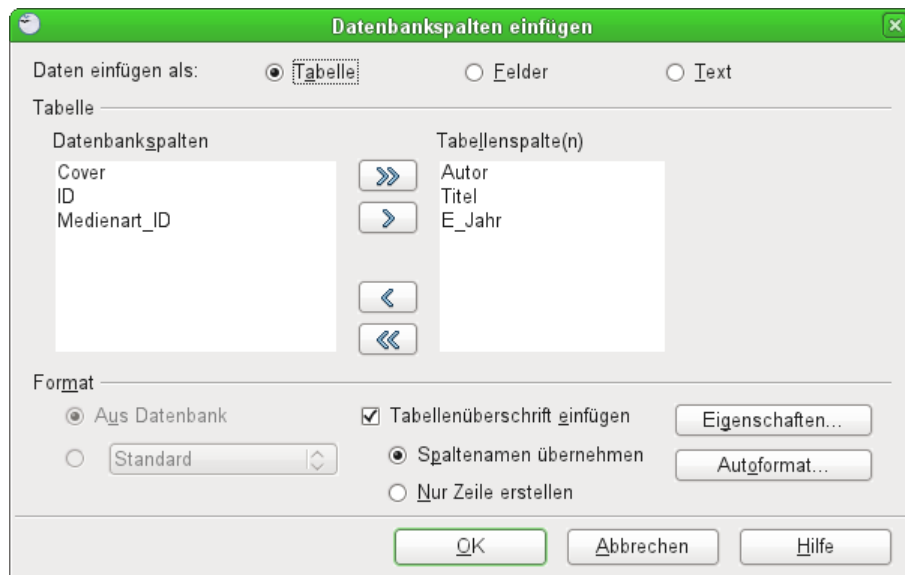 Datenbankspalten einfügen
Daten einfügen als: Tabelle Felder Text
Tabelle
Datenbankspalten Tabellenspalte(n)
Cover Autor
ID Titel
Medienart_ID E_Jahr
Format
Aus Datenbank Tabellenüberschrift einfügen Eigenschaften...
Standard Spaltenamen übernehmen Autoformat...
Nur Zeile erstellen
OK Abbrechen Hilfe